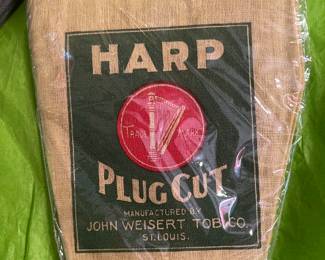 HARP
TRADE MARK
PLUG CUT
MANUFACTURED BY
JOHN WEISERT TOB. CO.
ST. LOUIS.